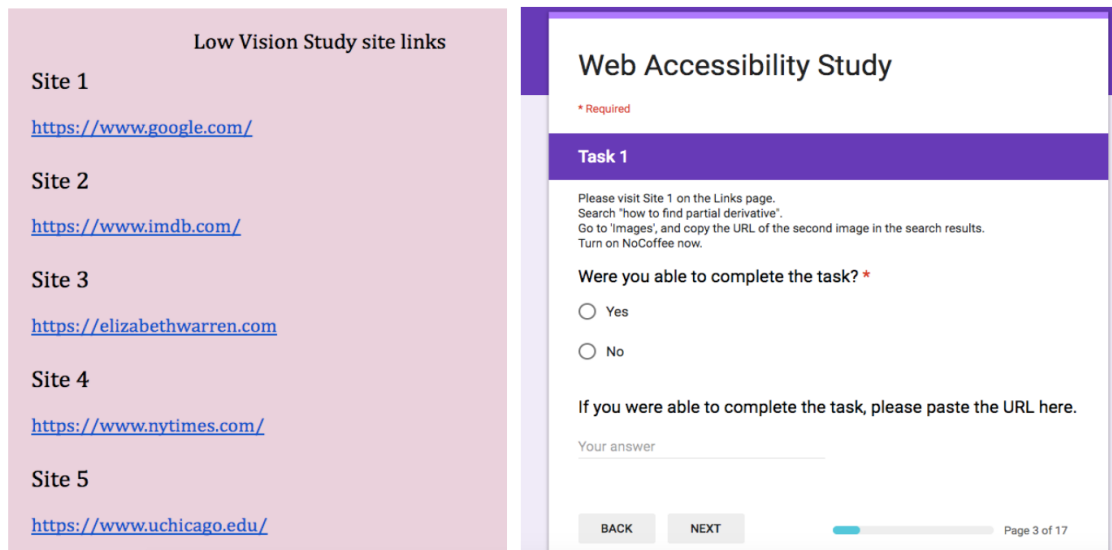 Low Vision Study site links
Site 1
https://www.google.com/
Site 2
https://www.imdb.com/
Site 3
https://elizabethwarren.com
Site 4
https://www.nytimes.com/
Site 5
https://www.uchicago.edu/
Web Accessibility Study
* Required
Task 1
Please visit Site 1 on the Links page.
Search "how to find partial derivative".
Go to 'Images', and copy the URL of the second image in the search results.
Turn on NoCoffee now.
Were you able to complete the task? *
Yes
No
If you were able to complete the task, please paste the URL here.
Your answer
BACK NEXT Page 3 of 17